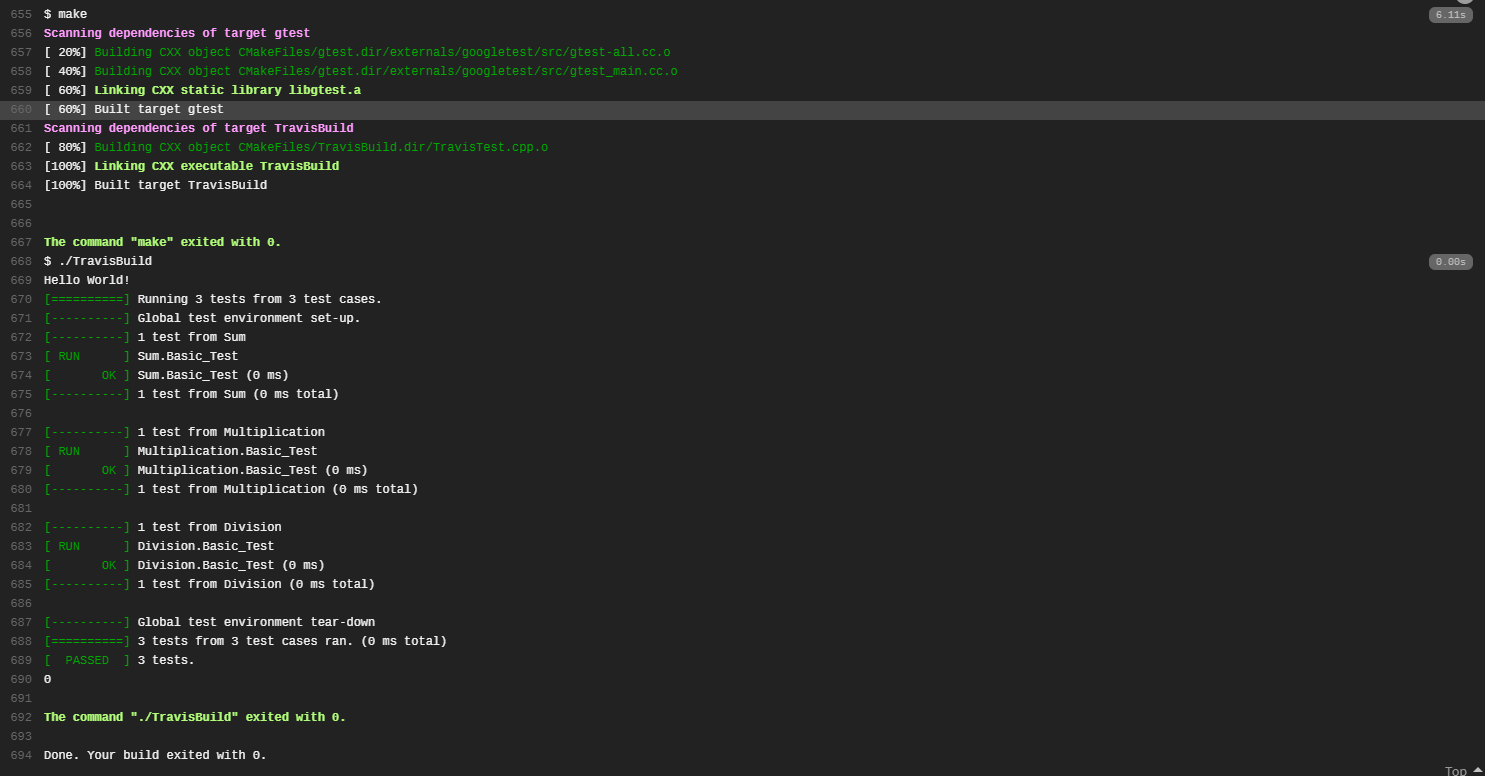 655 $ make 6.11s
656 Scanning dependencies of target gtest
657 [ 20%] Building CXX object CMakeFiles/gtest.dir/externals/googletest/src/gtest-all.cc.o
658 [ 40%] Building CXX object CMakeFiles/gtest.dir/externals/googletest/src/gtest_main.cc.o
659 [ 60%] Linking CXX static library libgtest.a
660 [ 60%] Built target gtest
661 Scanning dependencies of target TravisBuild
662 [ 80%] Building CXX object CMakeFiles/TravisBuild.dir/TravisTest.cpp.o
663 [100%] Linking CXX executable TravisBuild
664 [100%] Built target TravisBuild
665
666
667 The command "make" exited with 0.
668 $ ./TravisBuild 0.00s
669 Hello World!
670 [==========] Running 3 tests from 3 test cases.
671 [----------] Global test environment set-up.
672 [----------] 1 test from Sum
673 [ RUN      ] Sum.Basic_Test
674 [       OK ] Sum.Basic_Test (0 ms)
675 [----------] 1 test from Sum (0 ms total)
676
677 [----------] 1 test from Multiplication
678 [ RUN      ] Multiplication.Basic_Test
679 [       OK ] Multiplication.Basic_Test (0 ms)
680 [----------] 1 test from Multiplication (0 ms total)
681
682 [----------] 1 test from Division
683 [ RUN      ] Division.Basic_Test
684 [       OK ] Division.Basic_Test (0 ms)
685 [----------] 1 test from Division (0 ms total)
686
687 [----------] Global test environment tear-down
688 [==========] 3 tests from 3 test cases ran. (0 ms total)
689 [  PASSED  ] 3 tests.
690 0
691
692 The command "./TravisBuild" exited with 0.
693
694 Done. Your build exited with 0.
Top